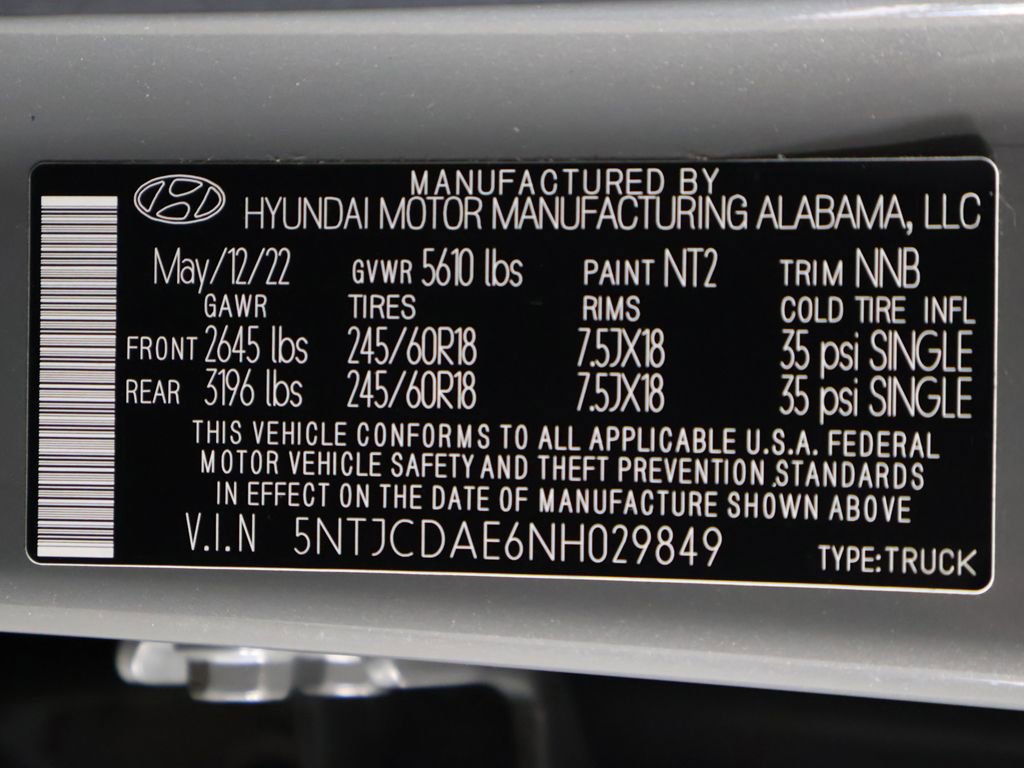 MANUFACTURED BY
HYUNDAI MOTOR MANUFACTURING ALABAMA, LLC
May/12/22 GVWR 5610 lbs PAINT NT2 TRIM NNB
GAWR TIRES RIMS COLD TIRE INFL
FRONT 2645 lbs 245/60R18 7.5JX18 35 psi SINGLE
REAR 3196 lbs 245/60R18 7.5JX18 35 psi SINGLE
THIS VEHICLE CONFORMS TO ALL APPLICABLE U.S.A. FEDERAL
MOTOR VEHICLE SAFETY AND THEFT PREVENTION STANDARDS
IN EFFECT ON THE DATE OF MANUFACTURE SHOWN ABOVE
V.I.N 5NTJCDAE6NH029849 TYPE:TRUCK